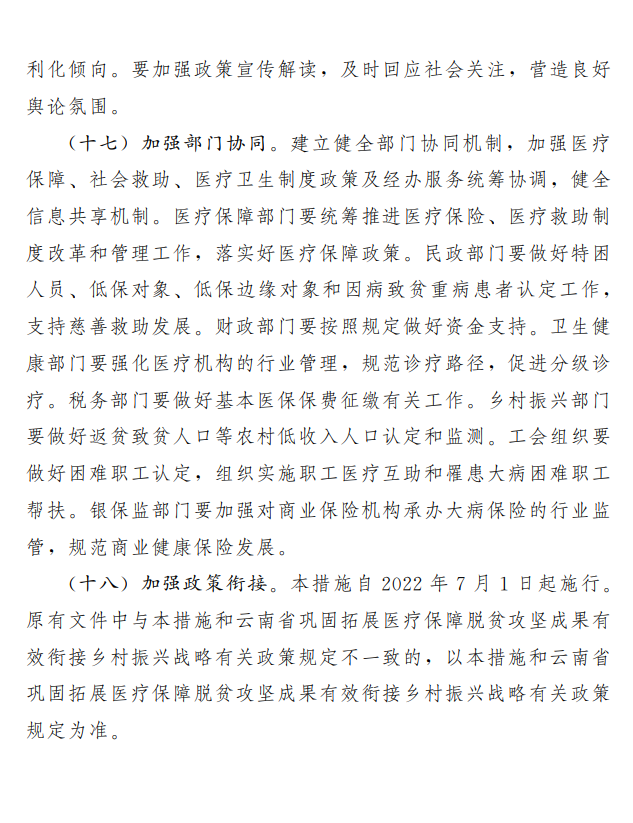 利化倾向。要加强政策宣传解读，及时回应社会关注，营造良好
舆论氛围。
（十七）加强部门协同。建立健全部门协同机制，加强医疗
保障、社会救助、医疗卫生制度政策及经办服务统筹协调，健全
信息共享机制。医疗保障部门要统筹推进医疗保险、医疗救助制
度改革和管理工作，落实好医疗保障政策。民政部门要做好特困
人员、低保对象、低保边缘对象和因病致贫重病患者认定工作，
支持慈善救助发展。财政部门要按照规定做好资金支持。卫生健
康部门要强化医疗机构的行业管理，规范诊疗路径，促进分级诊
疗。税务部门要做好基本医保保费征缴有关工作。乡村振兴部门
要做好返贫致贫人口等农村低收入人口认定和监测。工会组织要
做好困难职工认定，组织实施职工医疗互助和罹患大病困难职工
帮扶。银保监部门要加强对商业保险机构承办大病保险的行业监
管，规范商业健康保险发展。
（十八）加强政策衔接。本措施自 2022 年 7 月 1 日起施行。
原有文件中与本措施和云南省巩固拓展医疗保障脱贫攻坚成果有
效衔接乡村振兴战略有关政策规定不一致的，以本措施和云南省
巩固拓展医疗保障脱贫攻坚成果有效衔接乡村振兴战略有关政策
规定为准。